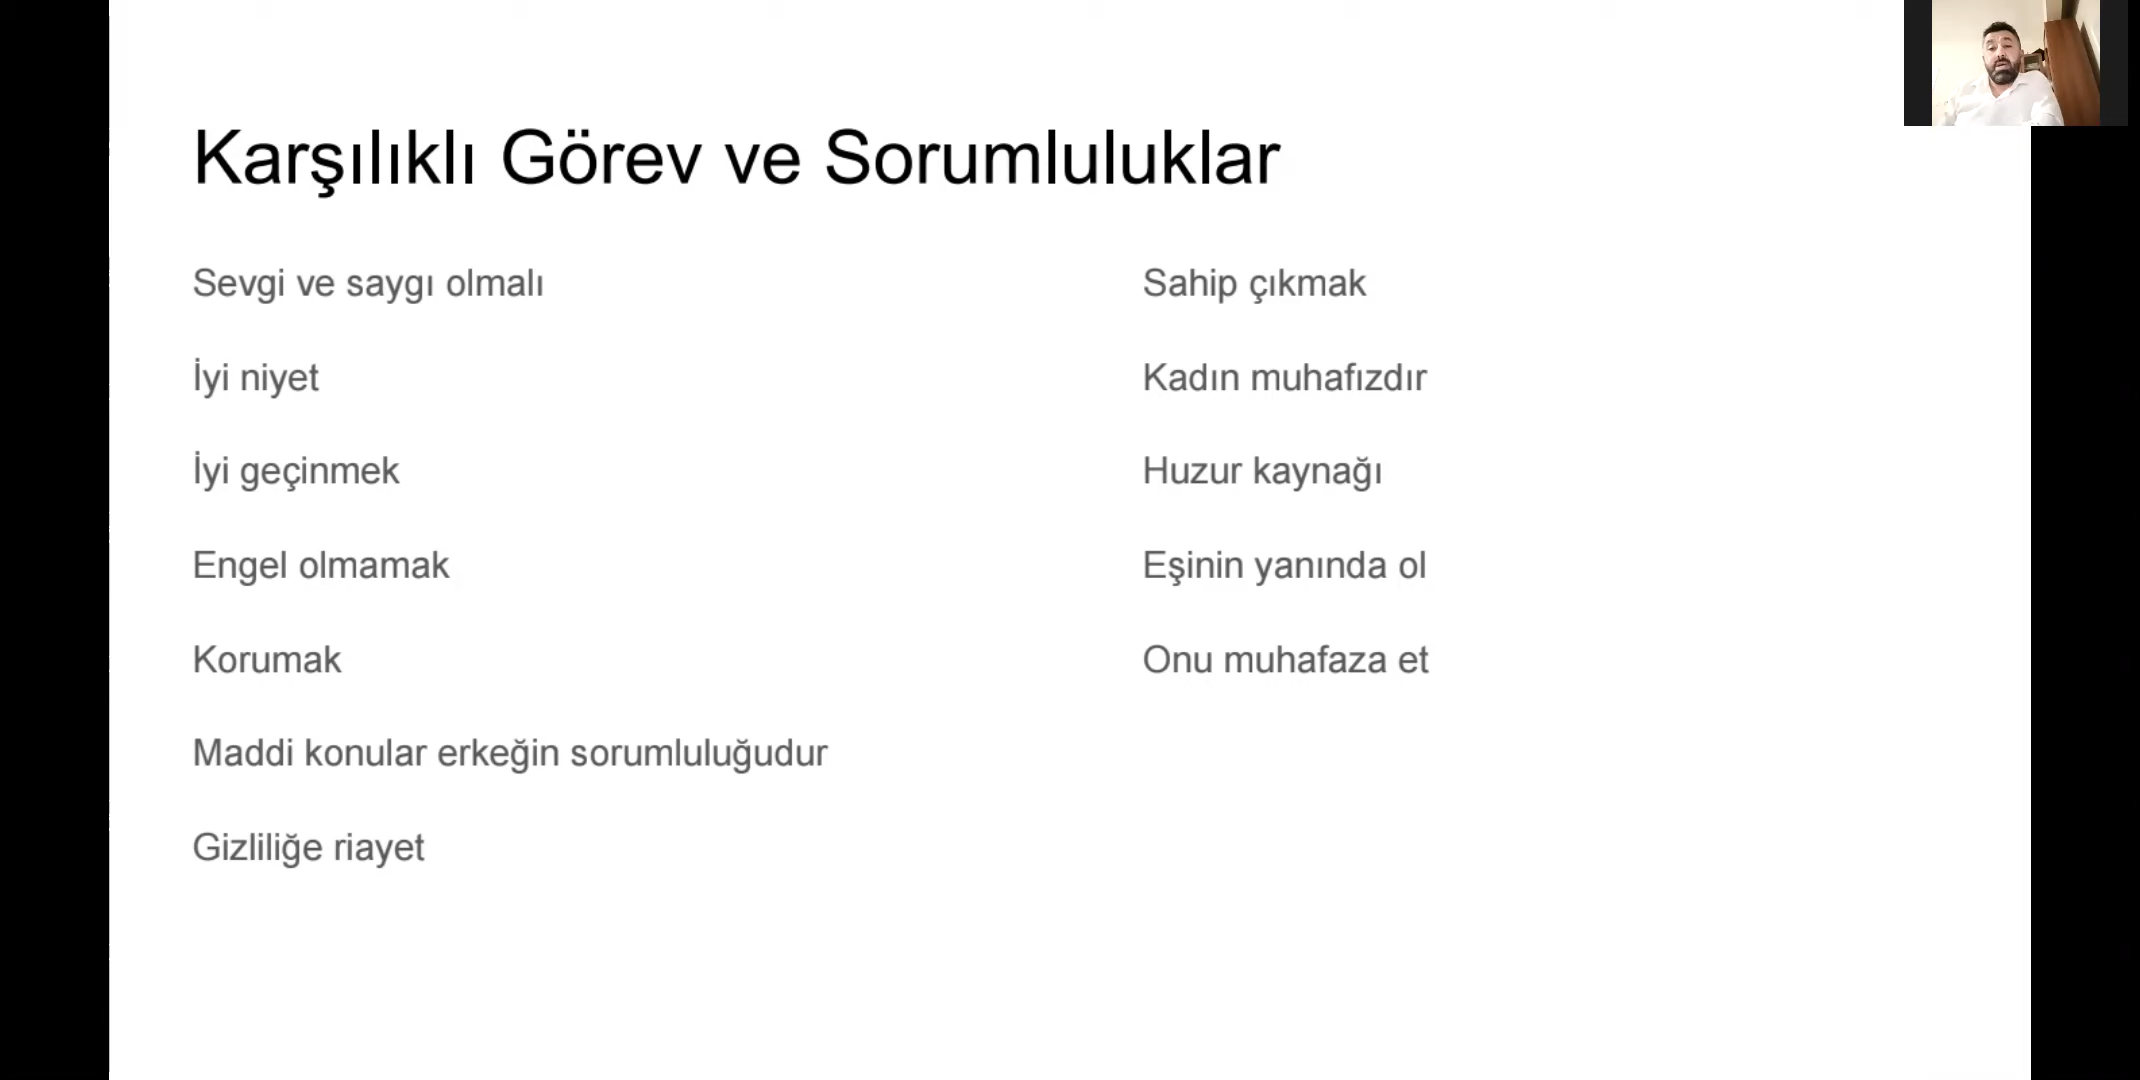 Karşılıklı Görev ve Sorumluluklar
Sevgi ve saygı olmalı
İyi niyet
İyi geçinmek
Engel olmamak
Korumak
Maddi konular erkeğin sorumluluğudur
Gizliliğe riayet
Sahip çıkmak
Kadın muhafızdır
Huzur kaynağı
Eşinin yanında ol
Onu muhafaza et